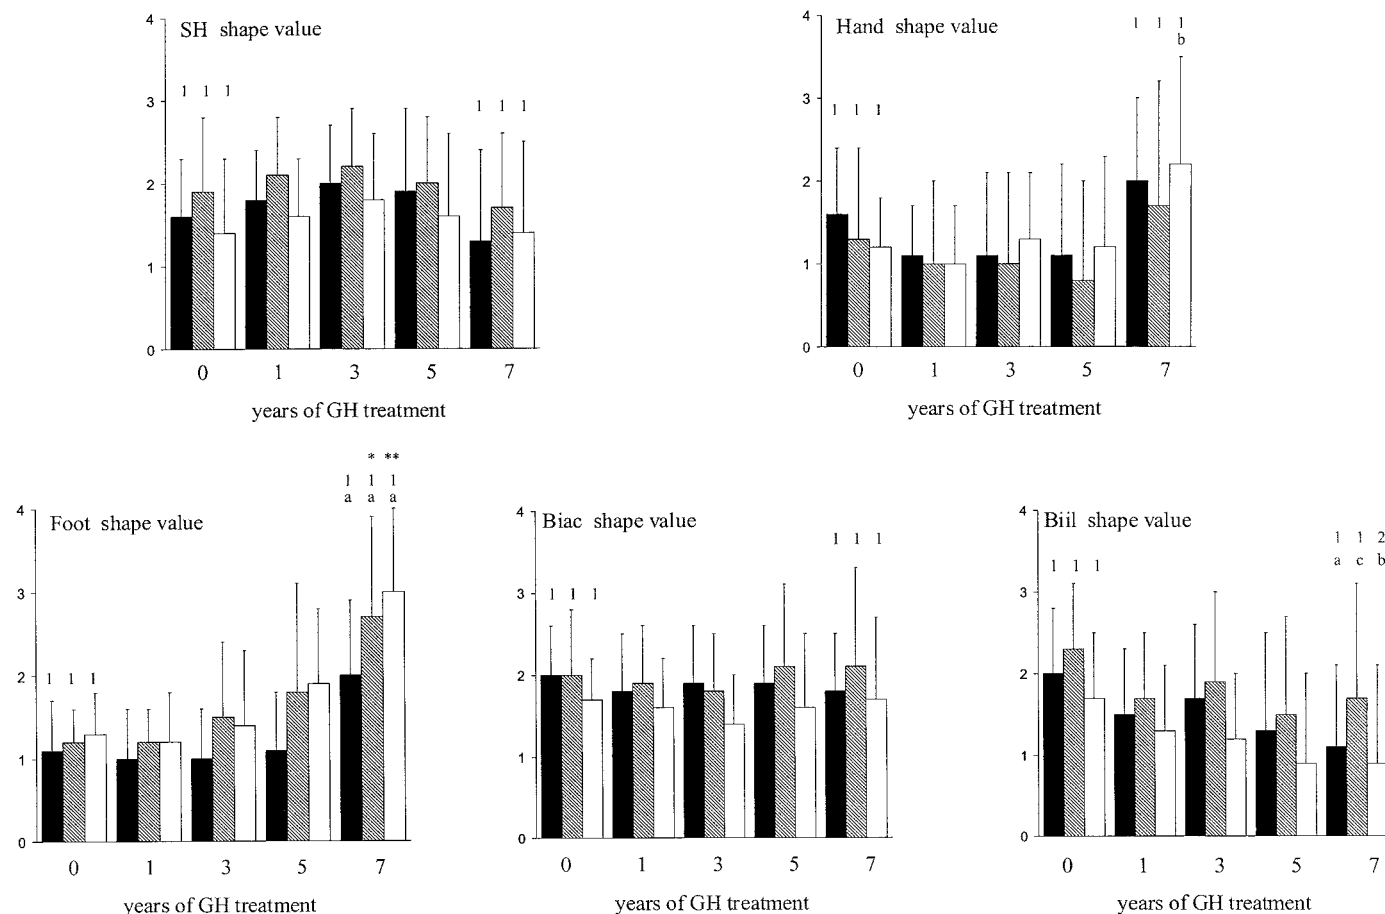 SH shape value
4
3
2
1
0
1 1 1
1 1 1
0 1 3 5 7
years of GH treatment
Hand shape value
4
3
2
1
0
1 1 1
1 1 1
b
0 1 3 5 7
years of GH treatment
Foot shape value
4
3
2
1
0
1 1 1
* **
1 1 1
a a a
0 1 3 5 7
years of GH treatment
Biac shape value
4
3
2
1
0
1 1 1
1 1 1
0 1 3 5 7
years of GH treatment
Biil shape value
4
3
2
1
0
1 1 1
1 1 2
a c b
0 1 3 5 7
years of GH treatment